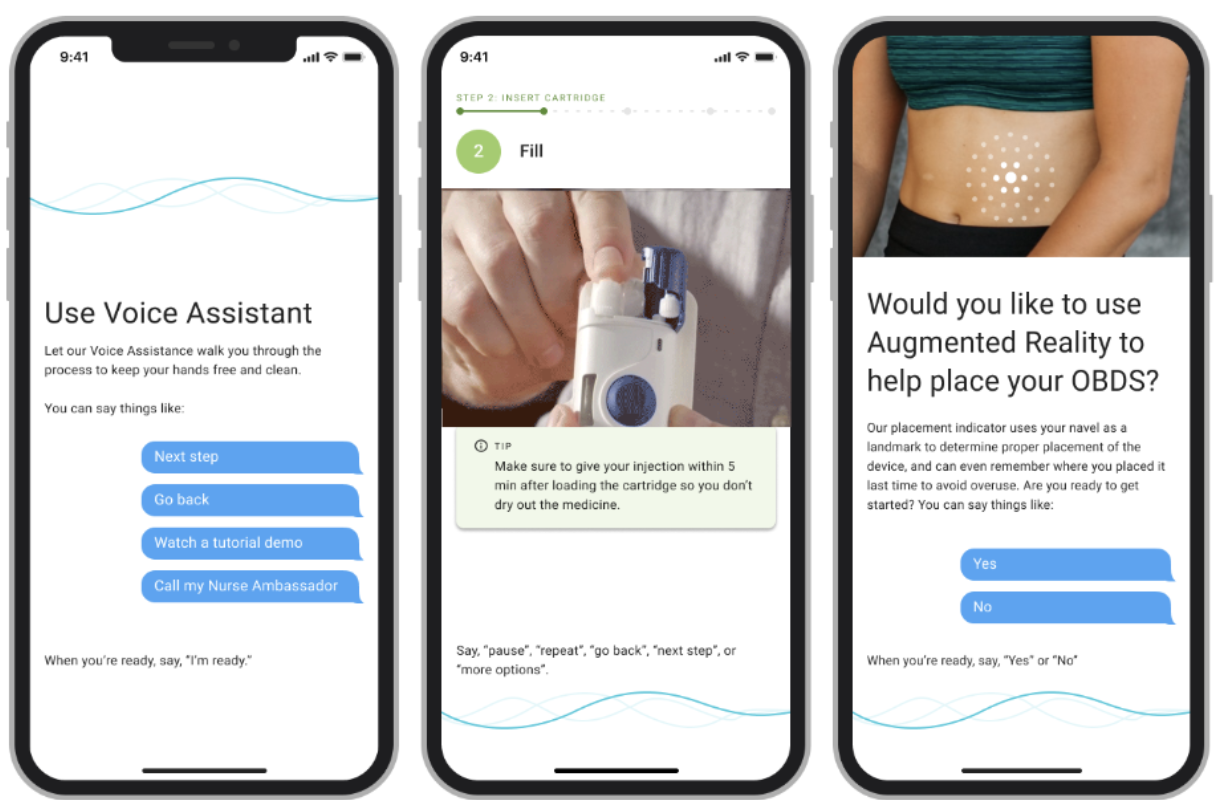 9:41
Use Voice Assistant
Let our Voice Assistance walk you through the
process to keep your hands free and clean.
You can say things like:
Next step
Go back
Watch a tutorial demo
Call my Nurse Ambassador
When you're ready, say, "I'm ready."
9:41
STEP 2: INSERT CARTRIDGE
2
Fill
TIP
Make sure to give your injection within 5
min after loading the cartridge so you don't
dry out the medicine.
Say, "pause", "repeat", "go back", "next step", or
"more options".
Would you like to use
Augmented Reality to
help place your OBDS?
Our placement indicator uses your navel as a
landmark to determine proper placement of the
device, and can even remember where you placed it
last time to avoid overuse. Are you ready to get
started? You can say things like:
Yes
No
When you're ready, say, "Yes" or "No"